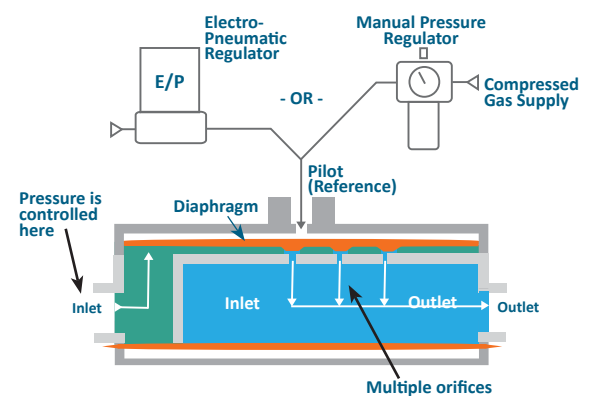 Electro-
Pneumatic
Regulator
E/P
- OR -
Manual Pressure
Regulator
Compressed
Gas Supply
Pilot
(Reference)
Pressure is
controlled
here
Diaphragm
Inlet
Inlet
Outlet
Outlet
Multiple orifices